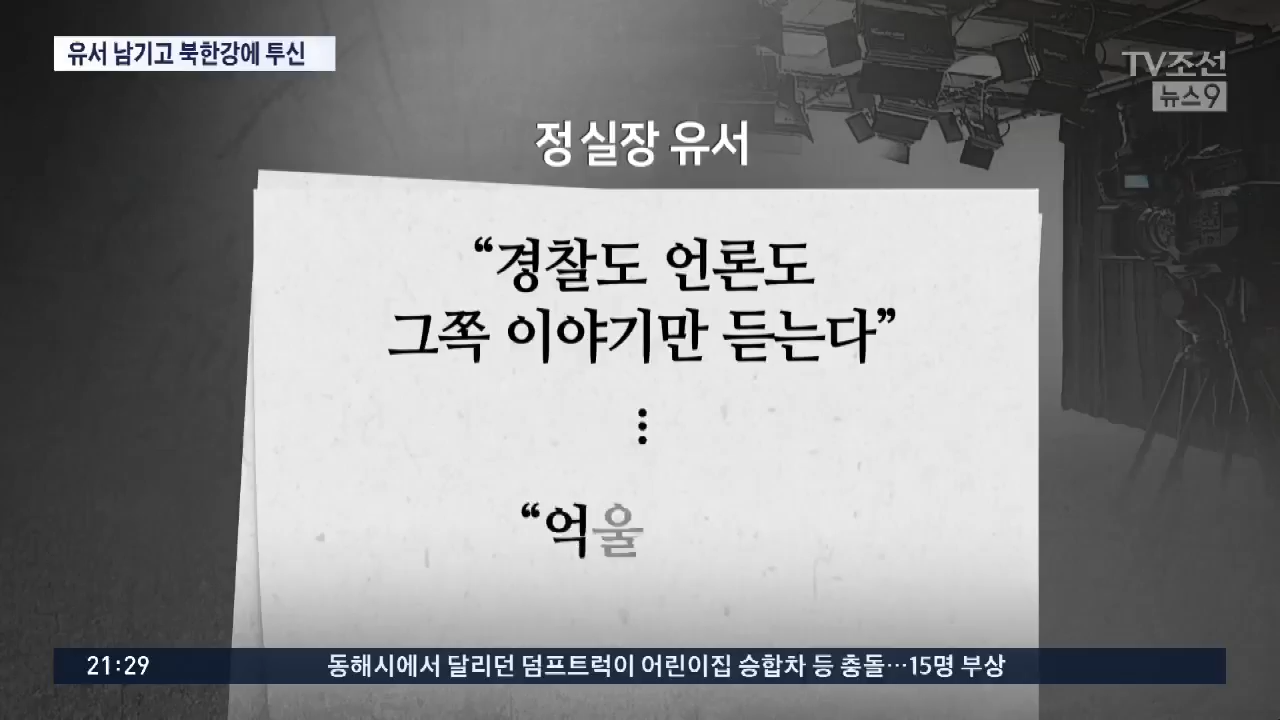 유서 남기고 북한강에 투신
TV조선
뉴스9
정 실장 유서
“경찰도 언론도
그쪽 이야기만 듣는다”
⋮
“억울
21:29 동해시에서 달리던 덤프트럭이 어린이집 승합차 등 충돌…15명 부상